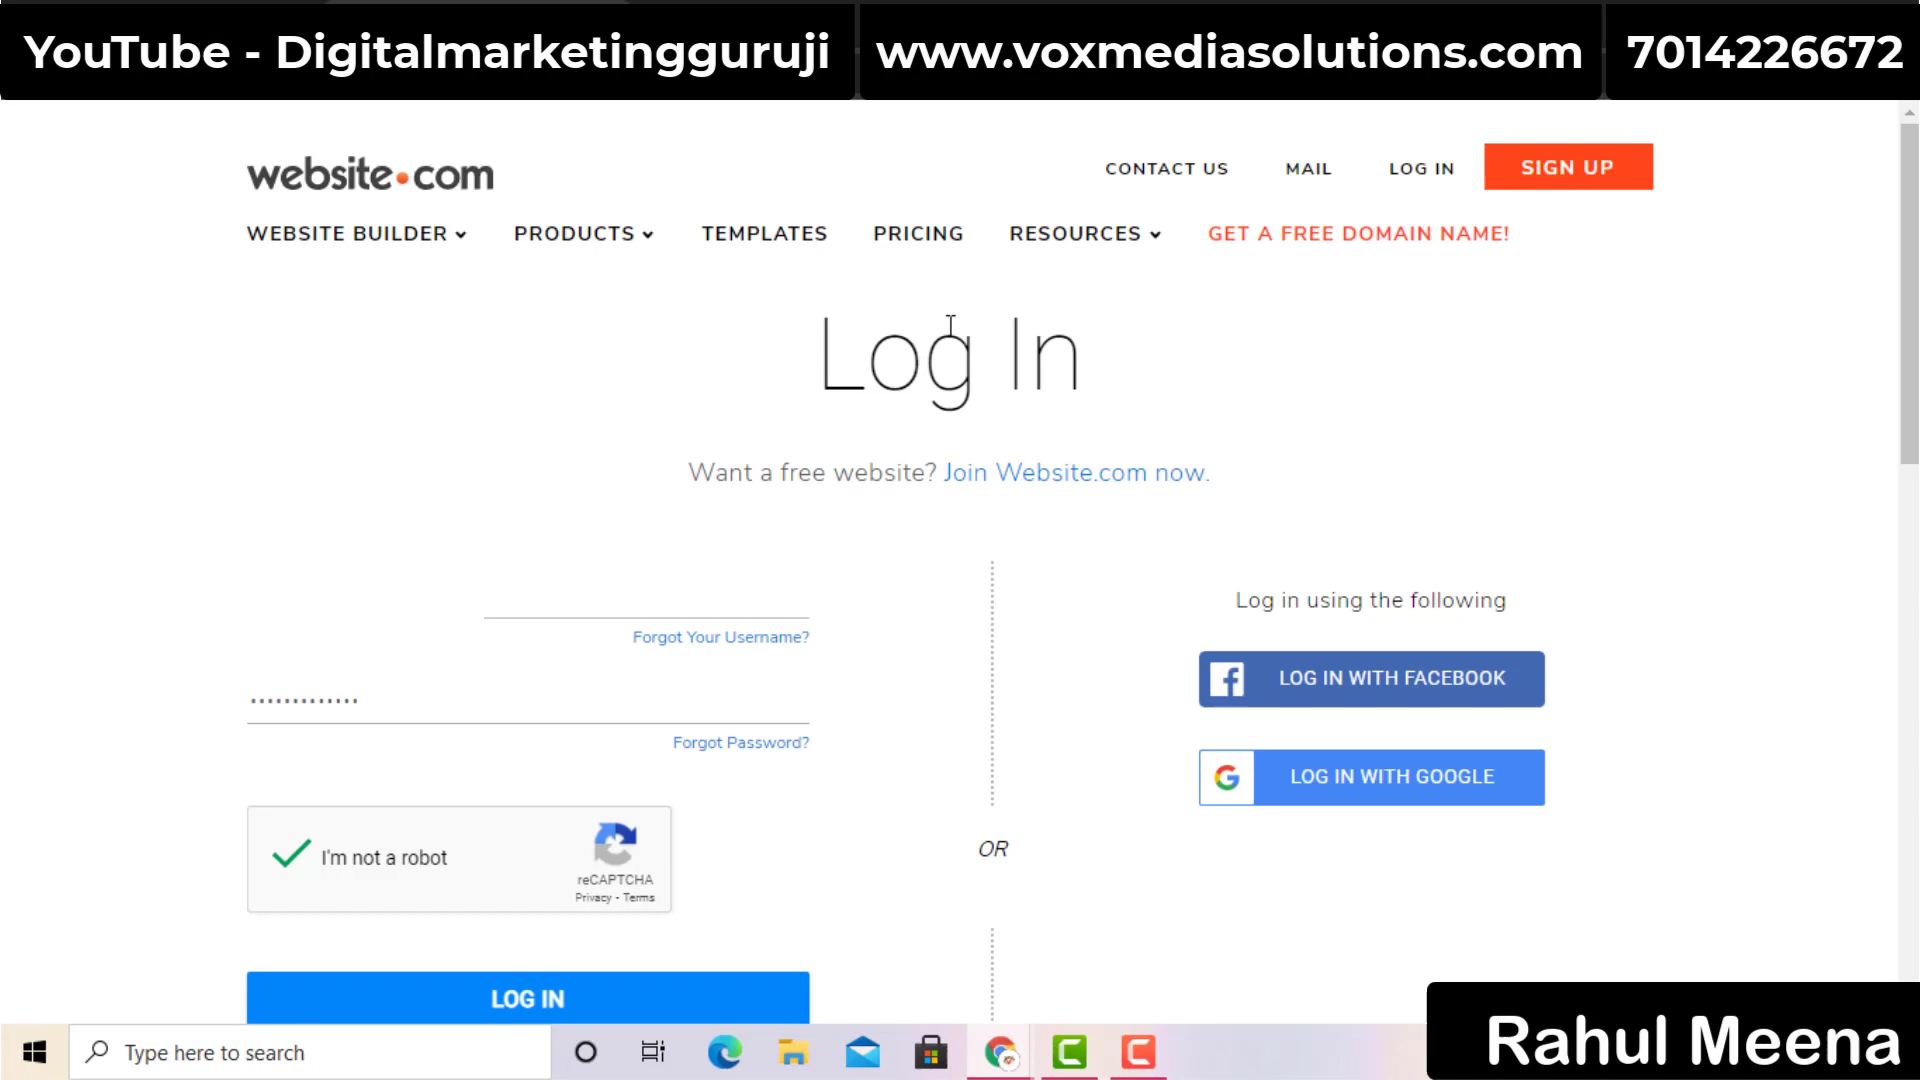 YouTube - Digitalmarketingguruji www.voxmediasolutions.com 7014226672
website.com CONTACT US MAIL LOG IN SIGN UP
WEBSITE BUILDER PRODUCTS TEMPLATES PRICING RESOURCES GET A FREE DOMAIN NAME!
Log In
Want a free website? Join Website.com now.
Forgot Your Username?
Forgot Password?
I'm not a robot
reCAPTCHA
Privacy - Terms
LOG IN
OR
Log in using the following
LOG IN WITH FACEBOOK
LOG IN WITH GOOGLE
Type here to search
Rahul Meena